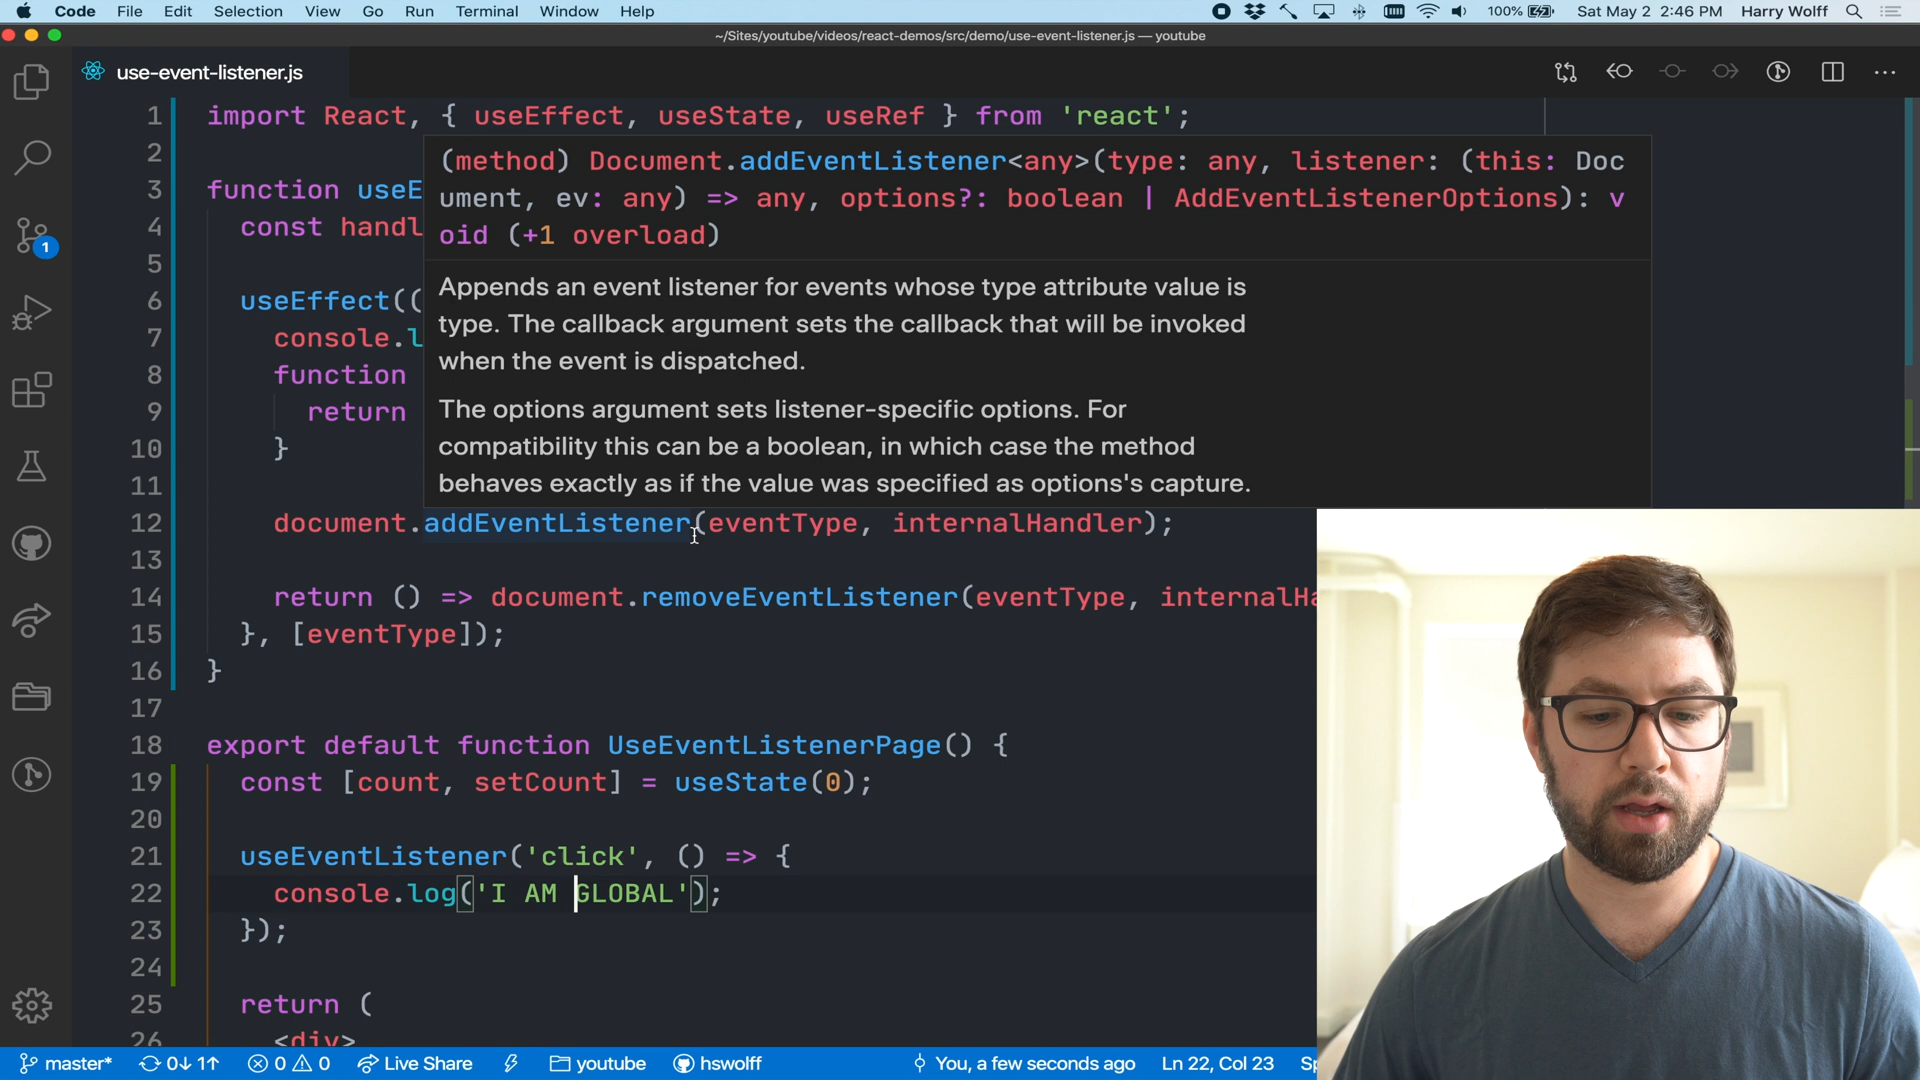 Code File Edit Selection View Go Run Terminal Window Help 100% Sat May 2 2:46 PM Harry Wolff
~/Sites/youtube/videos/react-demos/src/demo/use-event-listener.js — youtube
use-event-listener.js
1 import React, { useEffect, useState, useRef } from 'react';
2
(method) Document.addEventListener<any>(type: any, listener: (this: Doc
3 function useE
ument, ev: any) => any, options?: boolean | AddEventListenerOptions): v
4 const handl
oid (+1 overload)
5
Appends an event listener for events whose type attribute value is
6 useEffect((
type. The callback argument sets the callback that will be invoked
7 console.l
when the event is dispatched.
8 function
The options argument sets listener-specific options. For
9 return
compatibility this can be a boolean, in which case the method
10 }
behaves exactly as if the value was specified as options's capture.
11
12 document.addEventListener(eventType, internalHandler);
13
14 return () => document.removeEventListener(eventType, internalHa
15 }, [eventType]);
16 }
17
18 export default function UseEventListenerPage() {
19 const [count, setCount] = useState(0);
20
21 useEventListener('click', () => {
22 console.log('I AM GLOBAL');
23 });
24
25 return (
26 <div>
1
master* 0↓ 1↑ 0 0 Live Share youtube hswolff You, a few seconds ago Ln 22, Col 23 Sp